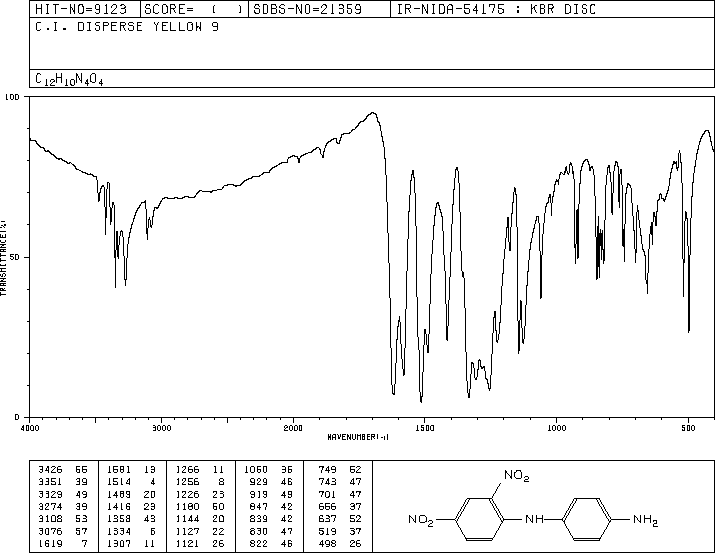 HIT-NO=9123 SCORE= ( ) SDBS-NO=21359 IR-NIDA-54175 : KBR DISC
C.I. DISPERSE YELLOW 9
C12H10N4O4
100
50
0
TRANSMITTANCE(%)
4000 3000 2000 1500 1000 500
WAVENUMBER(-1)
3426 55 1581 13 1266 11 1060 36 749 52
3351 39 1514 4 1256 8 929 46 743 47
3329 49 1489 20 1226 23 919 49 701 47
3274 39 1416 23 1180 50 847 42 656 37
3108 53 1358 43 1144 20 839 42 637 52
3076 57 1334 6 1127 22 830 47 519 37
1619 7 1307 11 1121 26 822 46 498 26
NO2
NO2 NH NH2